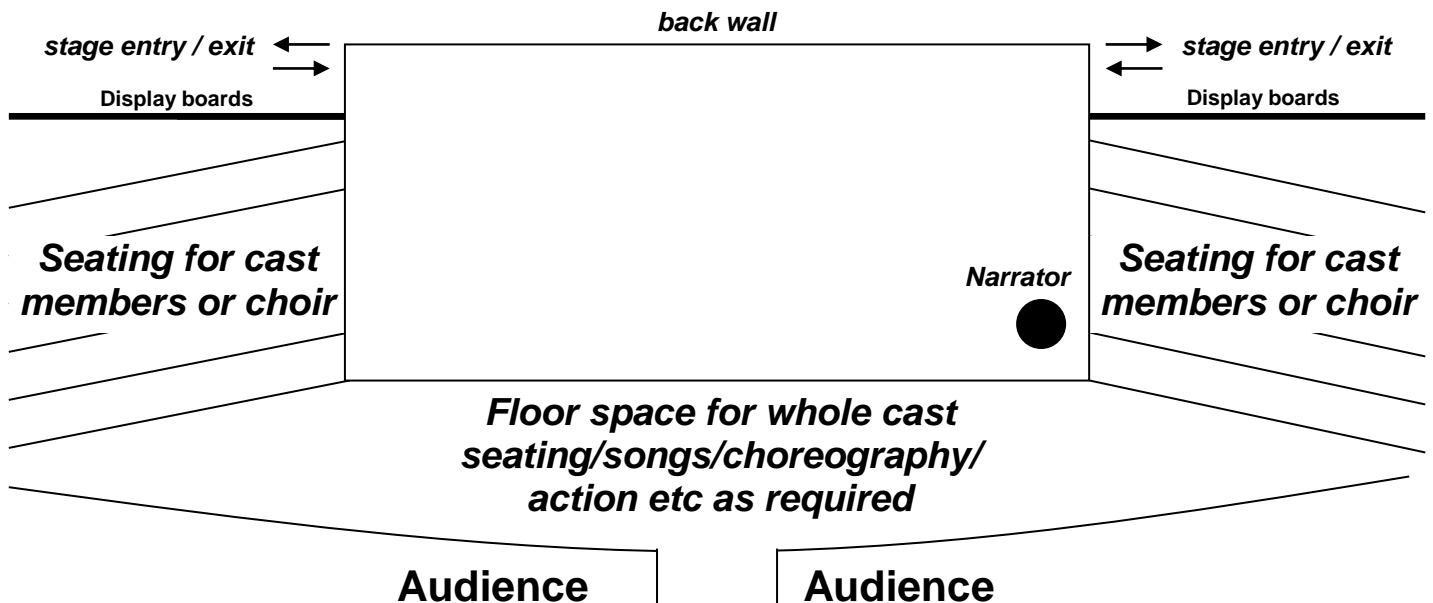 back wall
stage entry / exit
stage entry / exit
Display boards
Display boards
Seating for cast
members or choir
Narrator
Seating for cast
members or choir
Floor space for whole cast
seating/songs/choreography/
action etc as required
Audience
Audience